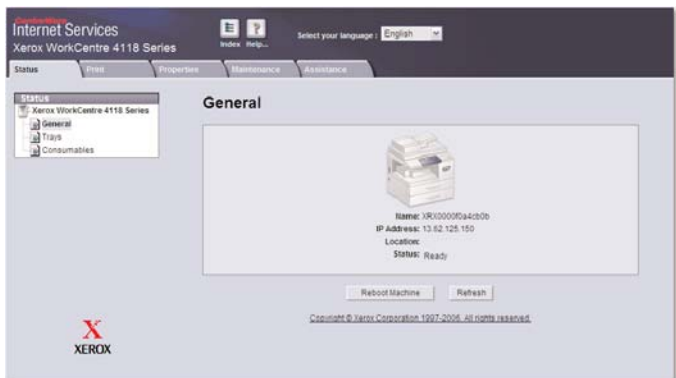 CentreWare
Internet Services
Xerox WorkCentre 4118 Series
Index Help...
Select your language : English
Status Print Properties Maintenance Assistance
Status
Xerox WorkCentre 4118 Series
General
Trays
Consumables
General
Name: XRX0000f0a4cb0b
IP Address: 13.62.125.150
Location:
Status: Ready
Reboot Machine Refresh
Copyright © Xerox Corporation 1997-2006. All rights reserved.
X
XEROX